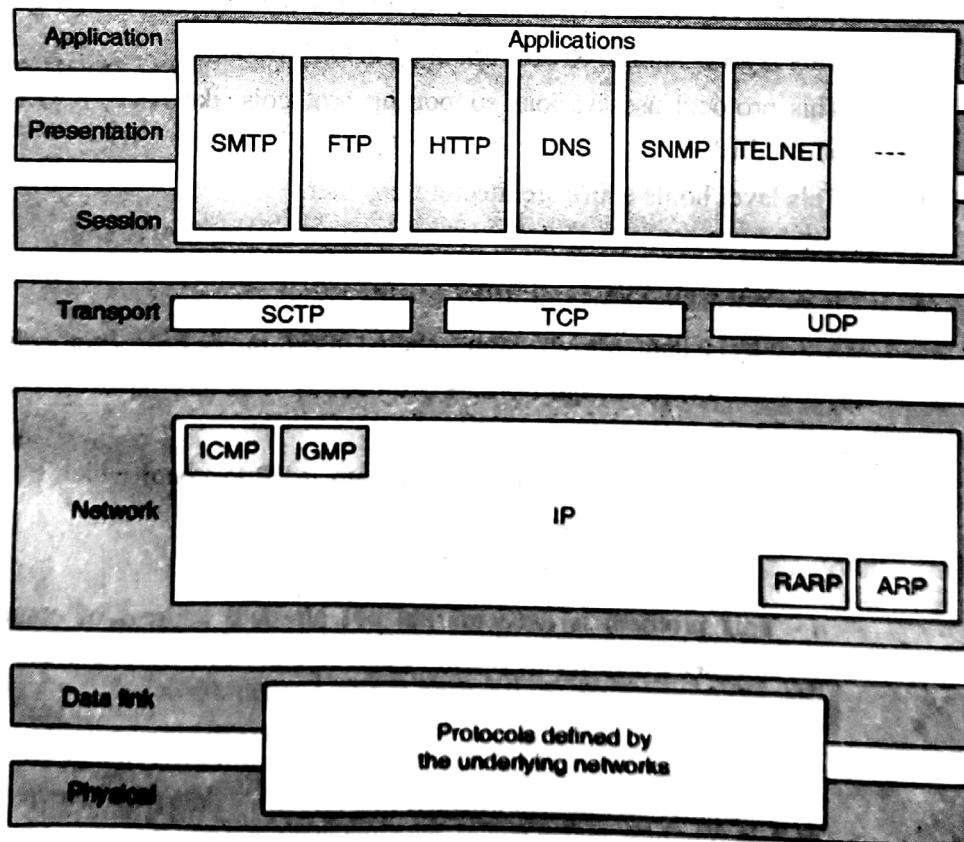 Application
Applications
Presentation
SMTP FTP HTTP DNS SNMP TELNET ---
Session
Transport
SCTP TCP UDP
ICMP IGMP
Network
IP
RARP ARP
Data link
Protocols defined by
the underlying networks
Physical